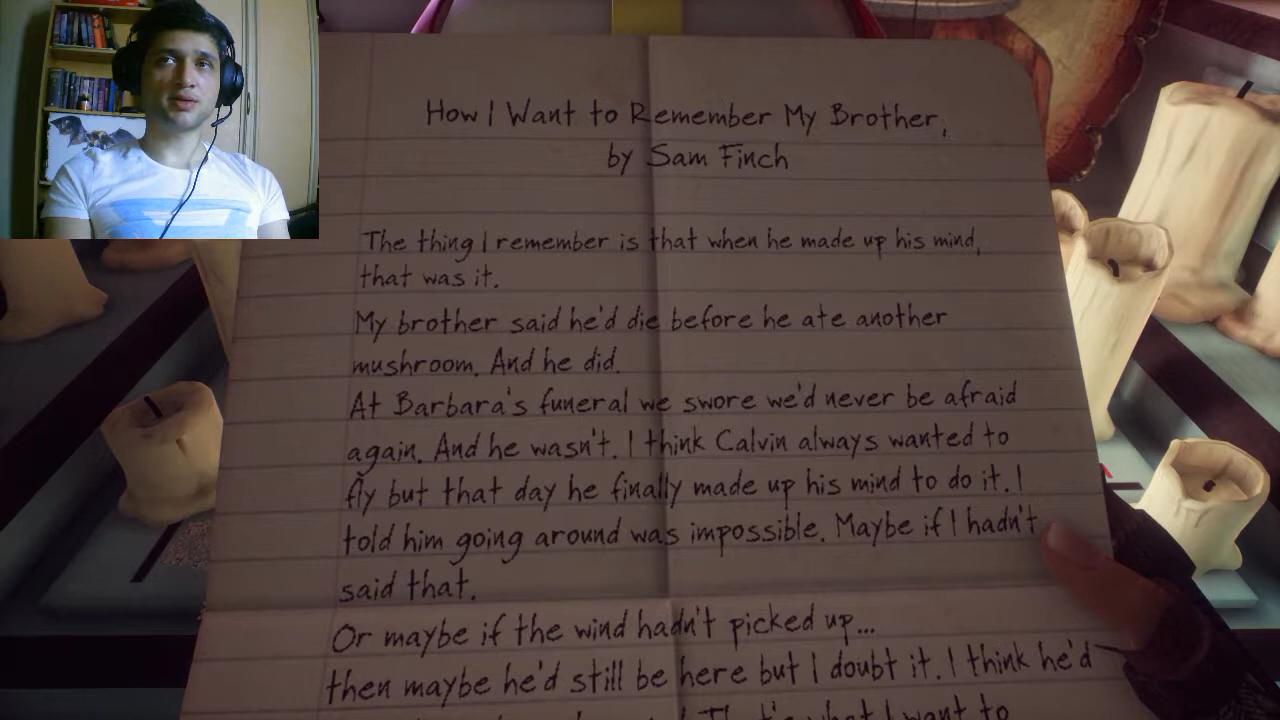 How I Want to Remember My Brother,
by Sam Finch
The thing I remember is that when he made up his mind,
that was it.
My brother said he'd die before he ate another
mushroom. And he did.
At Barbara's funeral we swore we'd never be afraid
again. And he wasn't. I think Calvin always wanted to
fly but that day he finally made up his mind to do it. I
told him going around was impossible. Maybe if I hadn't
said that.
Or maybe if the wind hadn't picked up...
then maybe he'd still be here but I doubt it. I think he'd
That's what I want to